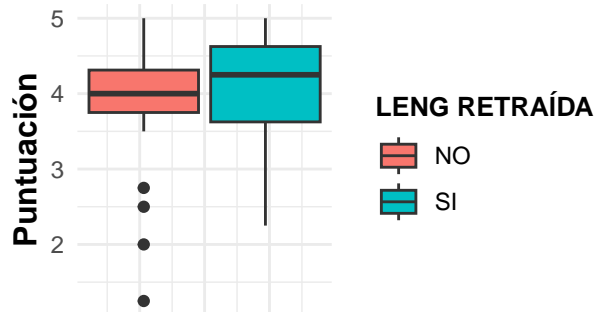 Puntuación
5
4
3
2
LENG RETRAÍDA
NO
SI